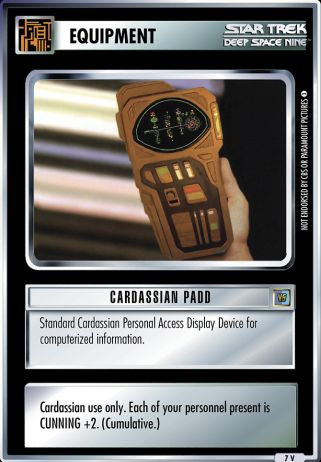 EQUIPMENT
STAR TREK
DEEP SPACE NINE
NOT ENDORSED BY CBS OR PARAMOUNT PICTURES
CARDASSIAN PADD
Standard Cardassian Personal Access Display Device for
computerized information.
Cardassian use only. Each of your personnel present is
CUNNING +2. (Cumulative.)
7 V